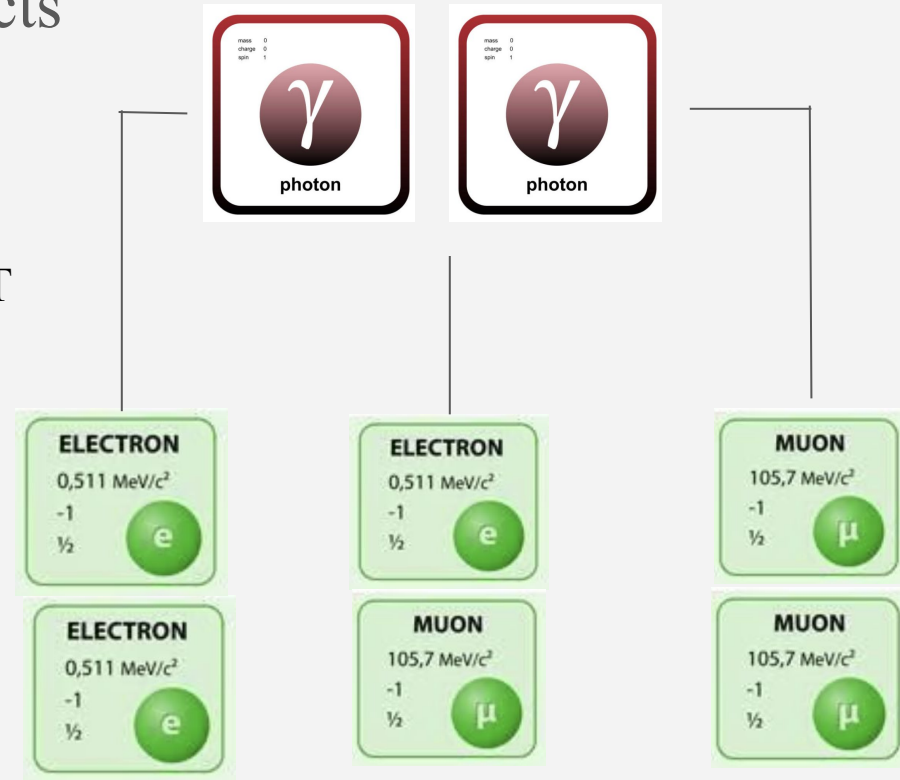 cts
mass 0
charge 0
spin 1
γ
photon
mass 0
charge 0
spin 1
γ
photon
T
ELECTRON
0,511 MeV/c²
-1
½
e
ELECTRON
0,511 MeV/c²
-1
½
e
MUON
105,7 MeV/c²
-1
½
μ
ELECTRON
0,511 MeV/c²
-1
½
e
MUON
105,7 MeV/c²
-1
½
μ
MUON
105,7 MeV/c²
-1
½
μ